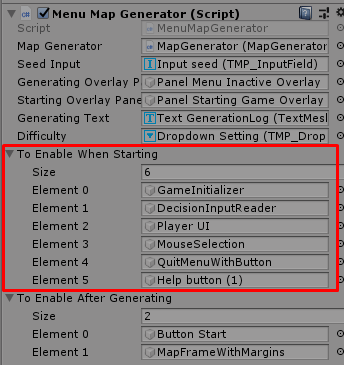 Menu Map Generator (Script)
Script MenuMapGenerator
Map Generator MapGenerator (MapGenerator
Seed Input Input seed (TMP_InputField)
Generating Overlay P Panel Menu Inactive Overlay
Starting Overlay Pane Panel Starting Game Overlay
Generating Text Text GenerationLog (TextMesl
Difficulty Dropdown Setting (TMP_Drop
To Enable When Starting
Size 6
Element 0 GameInitializer
Element 1 DecisionInputReader
Element 2 Player UI
Element 3 MouseSelection
Element 4 QuitMenuWithButton
Element 5 Help button (1)
To Enable After Generating
Size 2
Element 0 Button Start
Element 1 MapFrameWithMargins